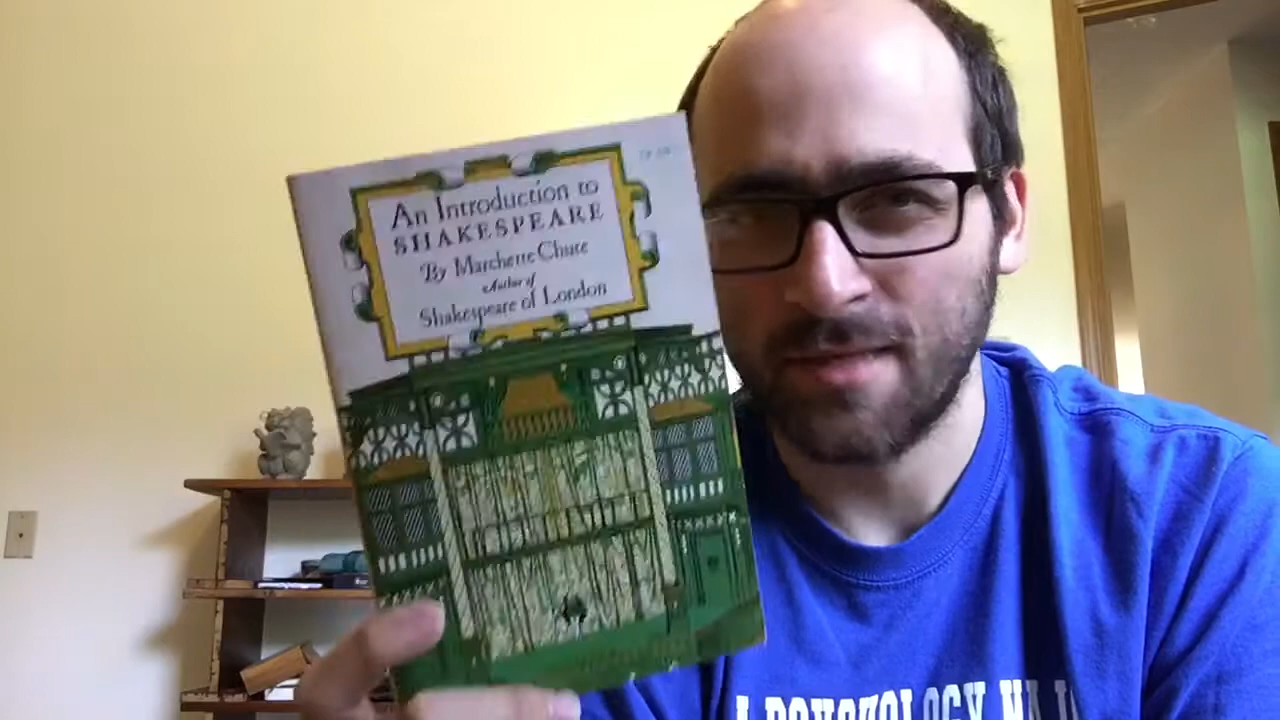 An Introduction to
SHAKESPEARE
By Marchette Chute
Author of
Shakespeare of London